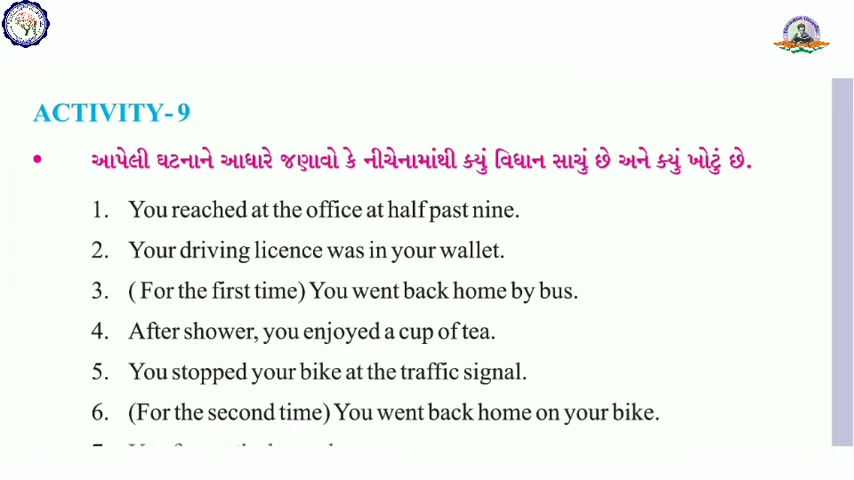 ACTIVITY- 9
• આપેલી ઘટનાને આધારે જણાવો કે નીચેનામાંથી ક્યું વિધાન સાચું છે અને ક્યું ખોટું છે.
1. You reached at the office at half past nine.
2. Your driving licence was in your wallet.
3. ( For the first time) You went back home by bus.
4. After shower, you enjoyed a cup of tea.
5. You stopped your bike at the traffic signal.
6. (For the second time) You went back home on your bike.